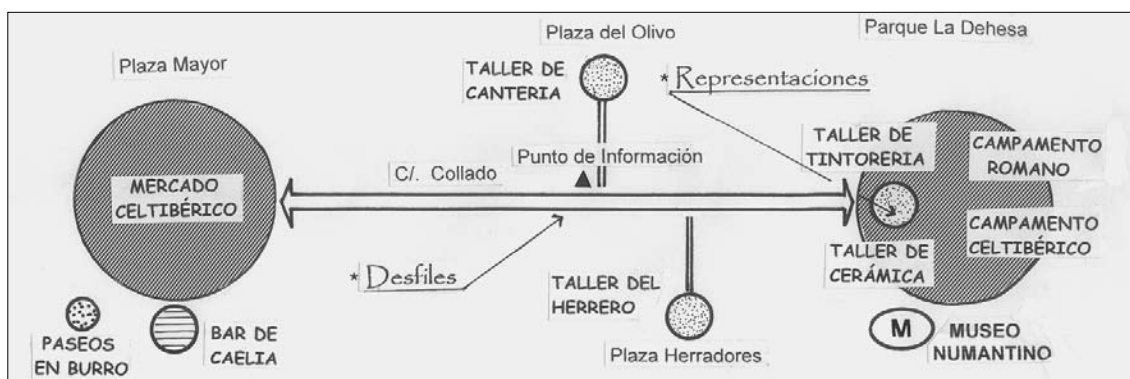 Plaza Mayor
MERCADO
CELTIBÉRICO
PASEOS
EN BURRO
BAR DE
CAELIA
C/. Collado
* Desfiles
Plaza del Olivo
TALLER DE
CANTERIA
Punto de Información
TALLER DEL
HERRERO
Plaza Herradores
* Representaciones
Parque La Dehesa
TALLER DE
TINTORERIA
CAMPAMENTO
ROMANO
CAMPAMENTO
CELTIBÉRICO
TALLER DE
CERÁMICA
M
MUSEO
NUMANTINO